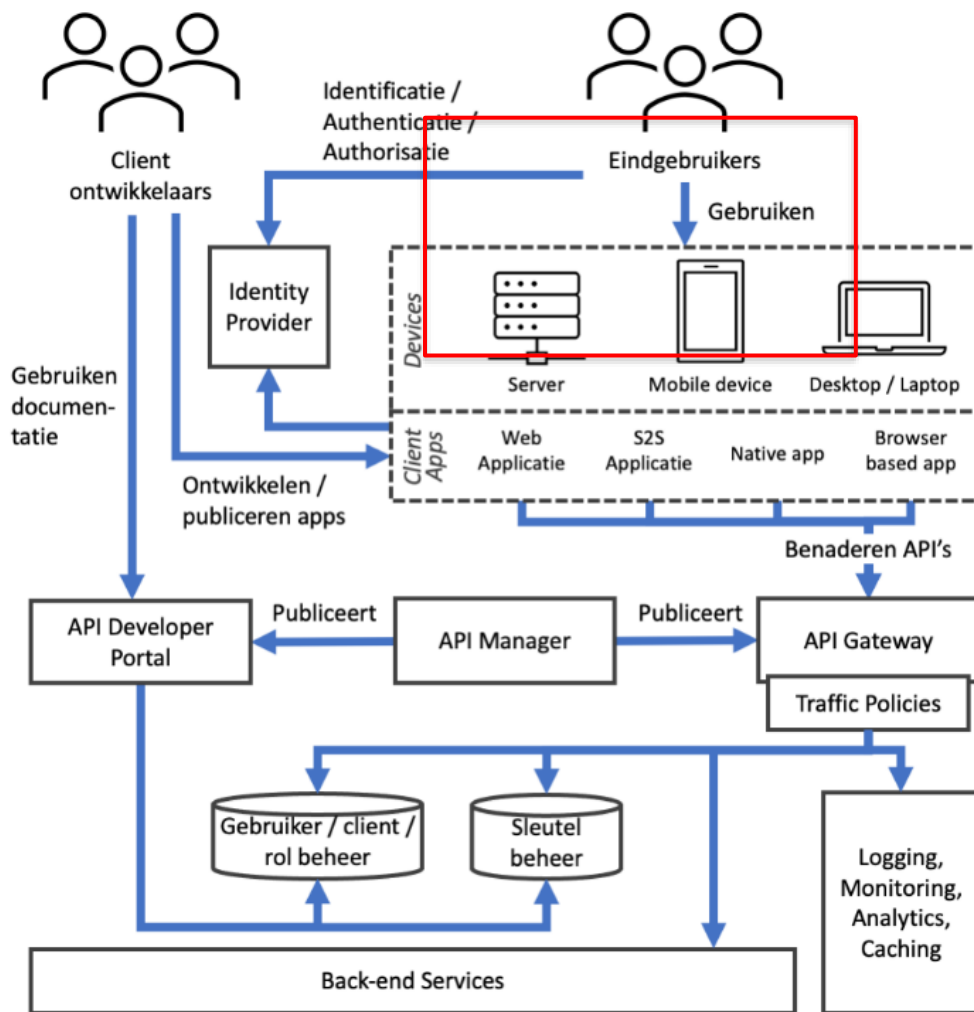 Identificatie /
Authenticatie /
Authorisatie
Client
ontwikkelaars
Eindgebruikers
Gebruiken
Identity
Provider
Devices
Server
Mobile device
Desktop / Laptop
Gebruiken
documen-
tatie
Client
Apps
Web
Applicatie
S2S
Applicatie
Native app
Browser
based app
Ontwikkelen /
publiceren apps
Benaderen API's
API Developer
Portal
Publiceert
API Manager
Publiceert
API Gateway
Traffic Policies
Gebruiker / client /
rol beheer
Sleutel
beheer
Logging,
Monitoring,
Analytics,
Caching
Back-end Services